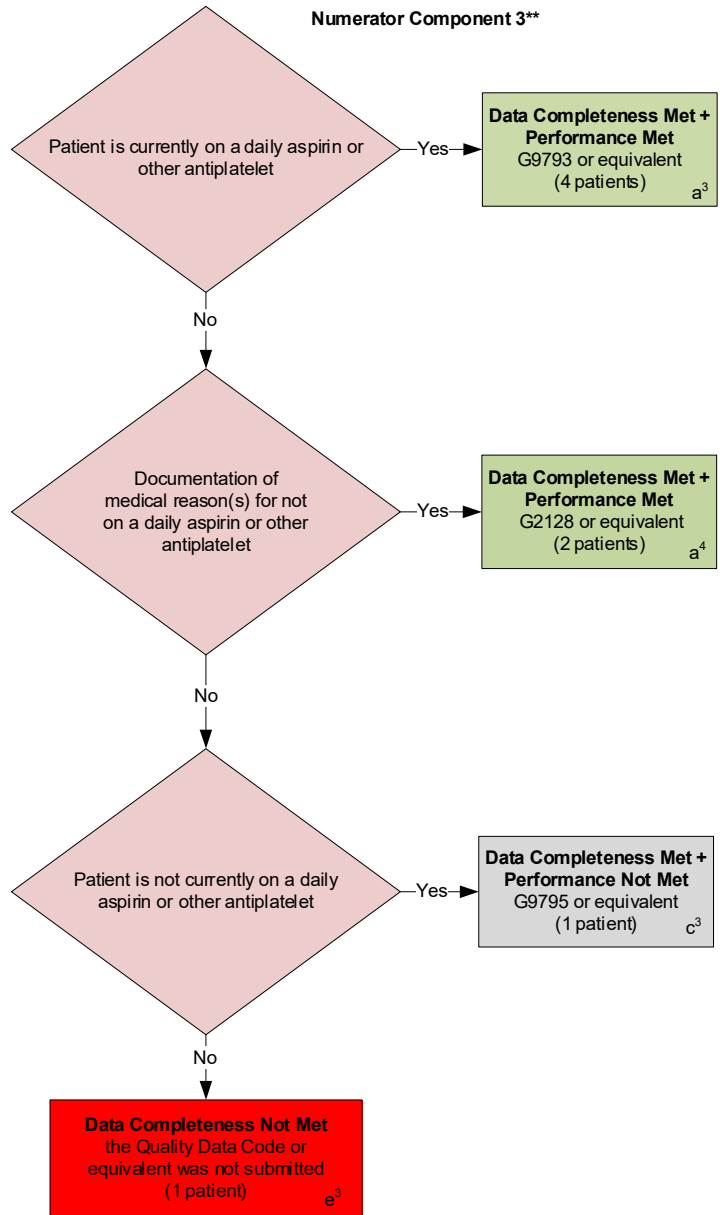 Numerator Component 3**
Patient is currently on a daily aspirin or
other antiplatelet
Yes
Data Completeness Met +
Performance Met
G9793 or equivalent
(4 patients)
a³
No
Documentation of
medical reason(s) for not
on a daily aspirin or other
antiplatelet
Yes
Data Completeness Met +
Performance Met
G2128 or equivalent
(2 patients)
a⁴
No
Patient is not currently on a daily
aspirin or other antiplatelet
Yes
Data Completeness Met +
Performance Not Met
G9795 or equivalent
(1 patient)
c³
No
Data Completeness Not Met
the Quality Data Code or
equivalent was not submitted
(1 patient)
e³